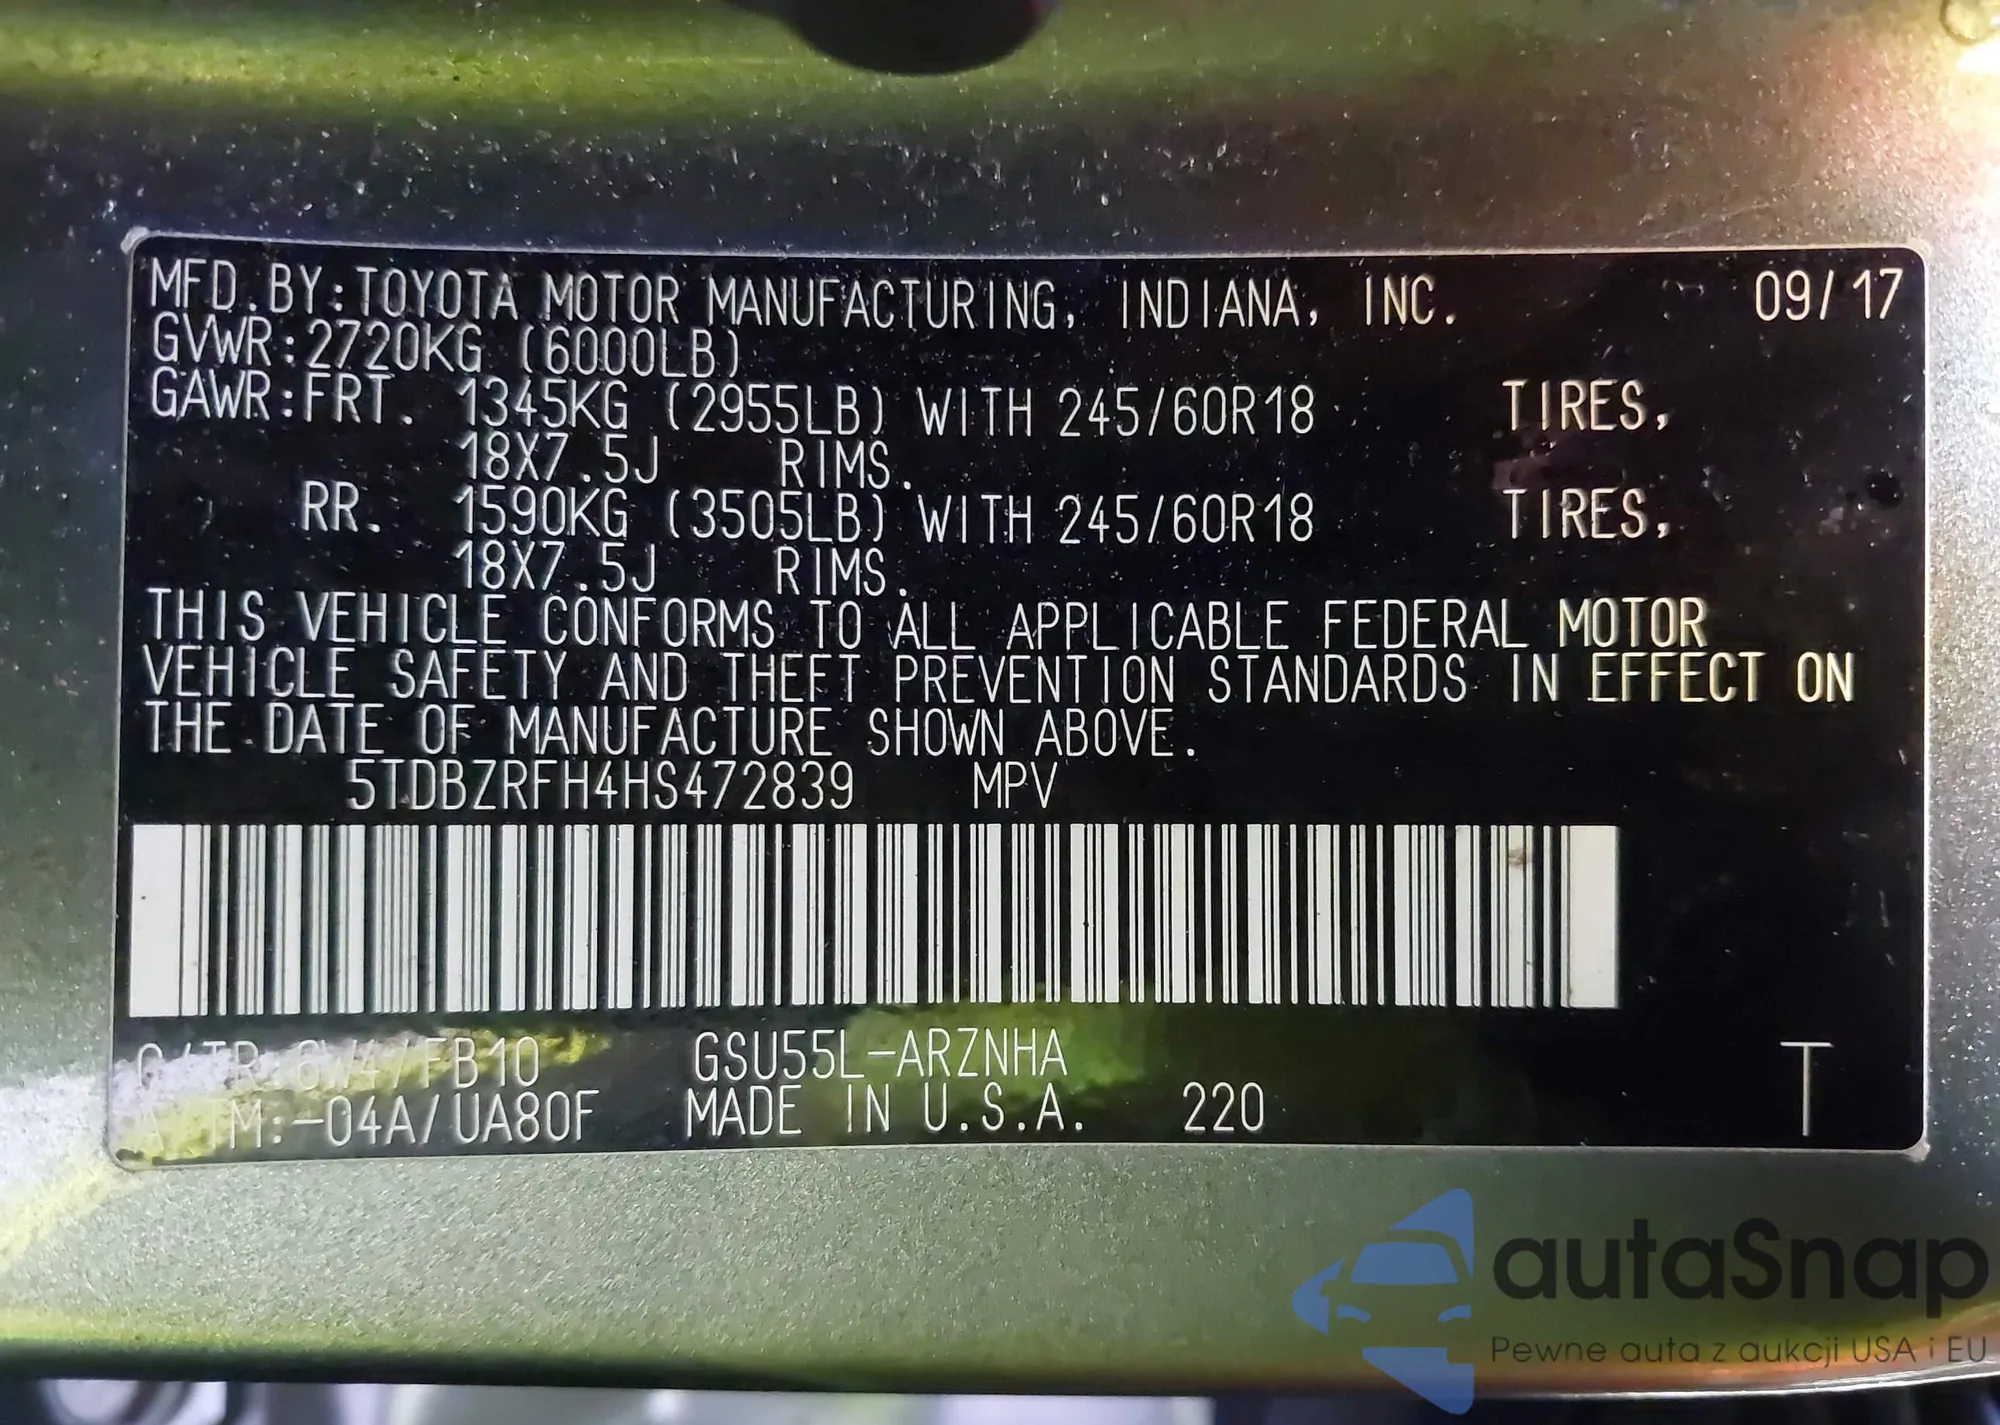 MFD.BY:TOYOTA MOTOR MANUFACTURING, INDIANA, INC. 09/17
GVWR:2720KG (6000LB)
GAWR:FRT. 1345KG (2955LB) WITH 245/60R18 TIRES,
18X7.5J RIMS.
RR. 1590KG (3505LB) WITH 245/60R18 TIRES,
18X7.5J RIMS.
THIS VEHICLE CONFORMS TO ALL APPLICABLE FEDERAL MOTOR
VEHICLE SAFETY AND THEFT PREVENTION STANDARDS IN EFFECT ON
THE DATE OF MANUFACTURE SHOWN ABOVE.
5TDBZRFH4HS472839 MPV
C/TR:6W4/FB10 GSU55L-ARZNHA T
A/TM:-04A/UA80F MADE IN U.S.A. 220
autaSnap
Pewne auta z aukcji USA i EU